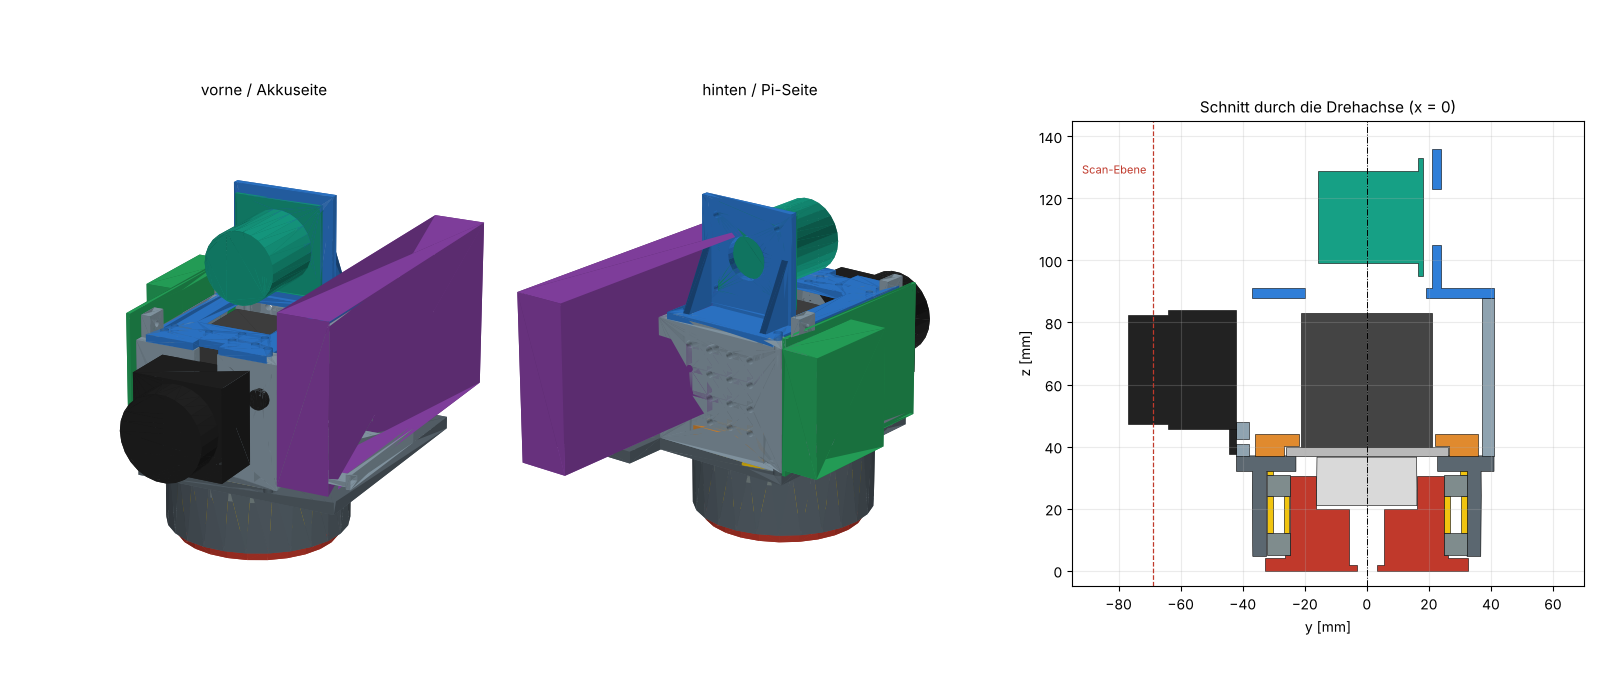 vorne / Akkuseite
hinten / Pi-Seite
Schnitt durch die Drehachse (x = 0)
Scan-Ebene
z [mm]
140
120
100
80
60
40
20
0
−80
−60
−40
−20
0
20
40
60
y [mm]